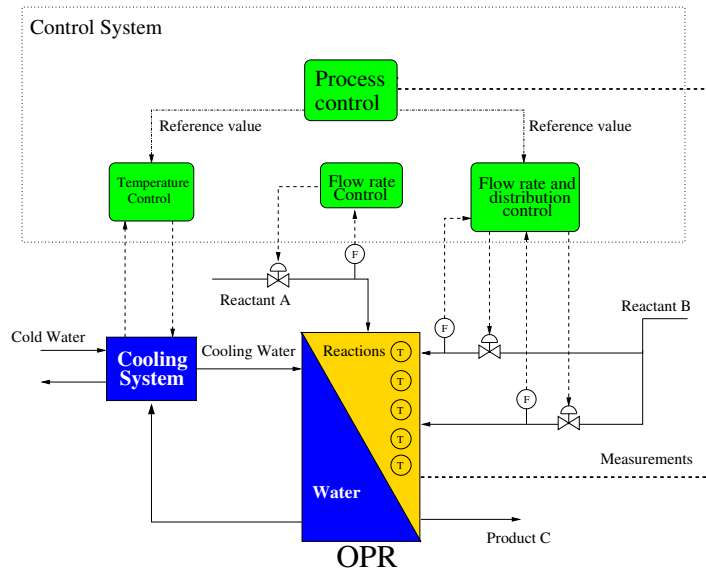 Control System
Process
control
Reference value
Reference value
Temperature
Control
Flow rate
Control
Flow rate and
distribution
control
F
Reactant A
F
F
Reactant B
Cold Water
Cooling
System
Cooling Water
Reactions
T
T
T
T
T
Measurements
Water
Product C
OPR